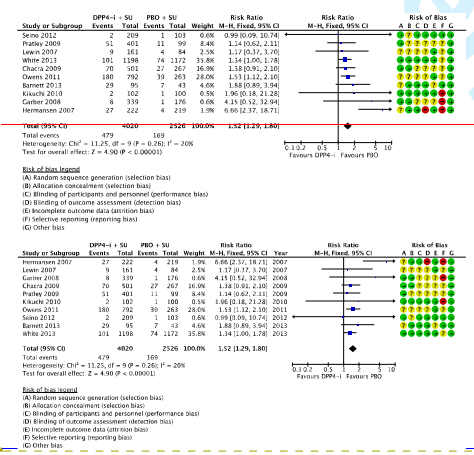 DPP4-i + SU PBO + SU Risk Ratio Risk Ratio Risk of Bias
Study or Subgroup Events Total Events Total Weight M-H, Fixed, 95% CI M-H, Fixed, 95% CI A B C D E F G
Seino 2012 2 209 1 103 0.6% 0.99 [0.09, 10.74]
Pratley 2009 51 401 11 99 8.2% 1.14 [0.62, 2.11]
Lewin 2007 9 161 4 84 2.5% 1.17 [0.37, 3.70]
White 2013 101 1198 74 1172 35.4% 1.34 [1.00, 1.78]
Chacra 2009 70 501 27 267 16.6% 1.38 [0.91, 2.10]
Owens 2011 180 792 39 263 27.7% 1.53 [1.12, 2.10]
Barnett 2013 29 95 7 43 5.1% 1.88 [0.89, 3.94]
Kikuchi 2010 2 102 1 100 0.5% 1.96 [0.18, 21.28]
Garber 2008 8 339 1 176 0.6% 4.15 [0.52, 32.94]
Hermansen 2007 27 222 4 219 1.9% 6.66 [2.37, 18.71]
Total (95% CI) 4020 2526 100.0% 1.52 [1.29, 1.80]
Total events 479 169
Heterogeneity: Chi² = 11.25, df = 9 (P = 0.26); I² = 20%
Test for overall effect: Z = 4.90 (P < 0.00001)
0.1 0.2 0.5 1 2 5 10
Favours DPP4-i Favours PBO
Risk of bias legend
(A) Random sequence generation (selection bias)
(B) Allocation concealment (selection bias)
(C) Blinding of participants and personnel (performance bias)
(D) Blinding of outcome assessment (detection bias)
(E) Incomplete outcome data (attrition bias)
(F) Selective reporting (reporting bias)
(G) Other bias
DPP4-i + SU PBO + SU Risk Ratio Risk Ratio Risk of Bias
Study or Subgroup Events Total Events Total Weight M-H, Fixed, 95% CI Year M-H, Fixed, 95% CI A B C D E F G
Hermansen 2007 27 222 4 219 1.9% 6.66 [2.37, 18.71] 2007
Lewin 2007 9 161 4 84 2.5% 1.17 [0.37, 3.70] 2007
Garber 2008 8 339 1 176 0.6% 4.15 [0.52, 32.94] 2008
Chacra 2009 70 501 27 267 16.6% 1.38 [0.91, 2.10] 2009
Pratley 2009 51 401 11 99 8.2% 1.14 [0.62, 2.11] 2009
Kikuchi 2010 2 102 1 100 0.5% 1.96 [0.18, 21.28] 2010
Owens 2011 180 792 39 263 27.7% 1.53 [1.12, 2.10] 2011
Seino 2012 2 209 1 103 0.6% 0.99 [0.09, 10.74] 2012
Barnett 2013 29 95 7 43 5.1% 1.88 [0.89, 3.94] 2013
White 2013 101 1198 74 1172 35.4% 1.34 [1.00, 1.78] 2013
Total (95% CI) 4020 2526 100.0% 1.52 [1.29, 1.80]
Total events 479 169
Heterogeneity: Chi² = 11.25, df = 9 (P = 0.26); I² = 20%
Test for overall effect: Z = 4.90 (P < 0.00001)
0.1 0.2 0.5 1 2 5 10
Favours DPP4-i Favours PBO
Risk of bias legend
(A) Random sequence generation (selection bias)
(B) Allocation concealment (selection bias)
(C) Blinding of participants and personnel (performance bias)
(D) Blinding of outcome assessment (detection bias)
(E) Incomplete outcome data (attrition bias)
(F) Selective reporting (reporting bias)
(G) Other bias